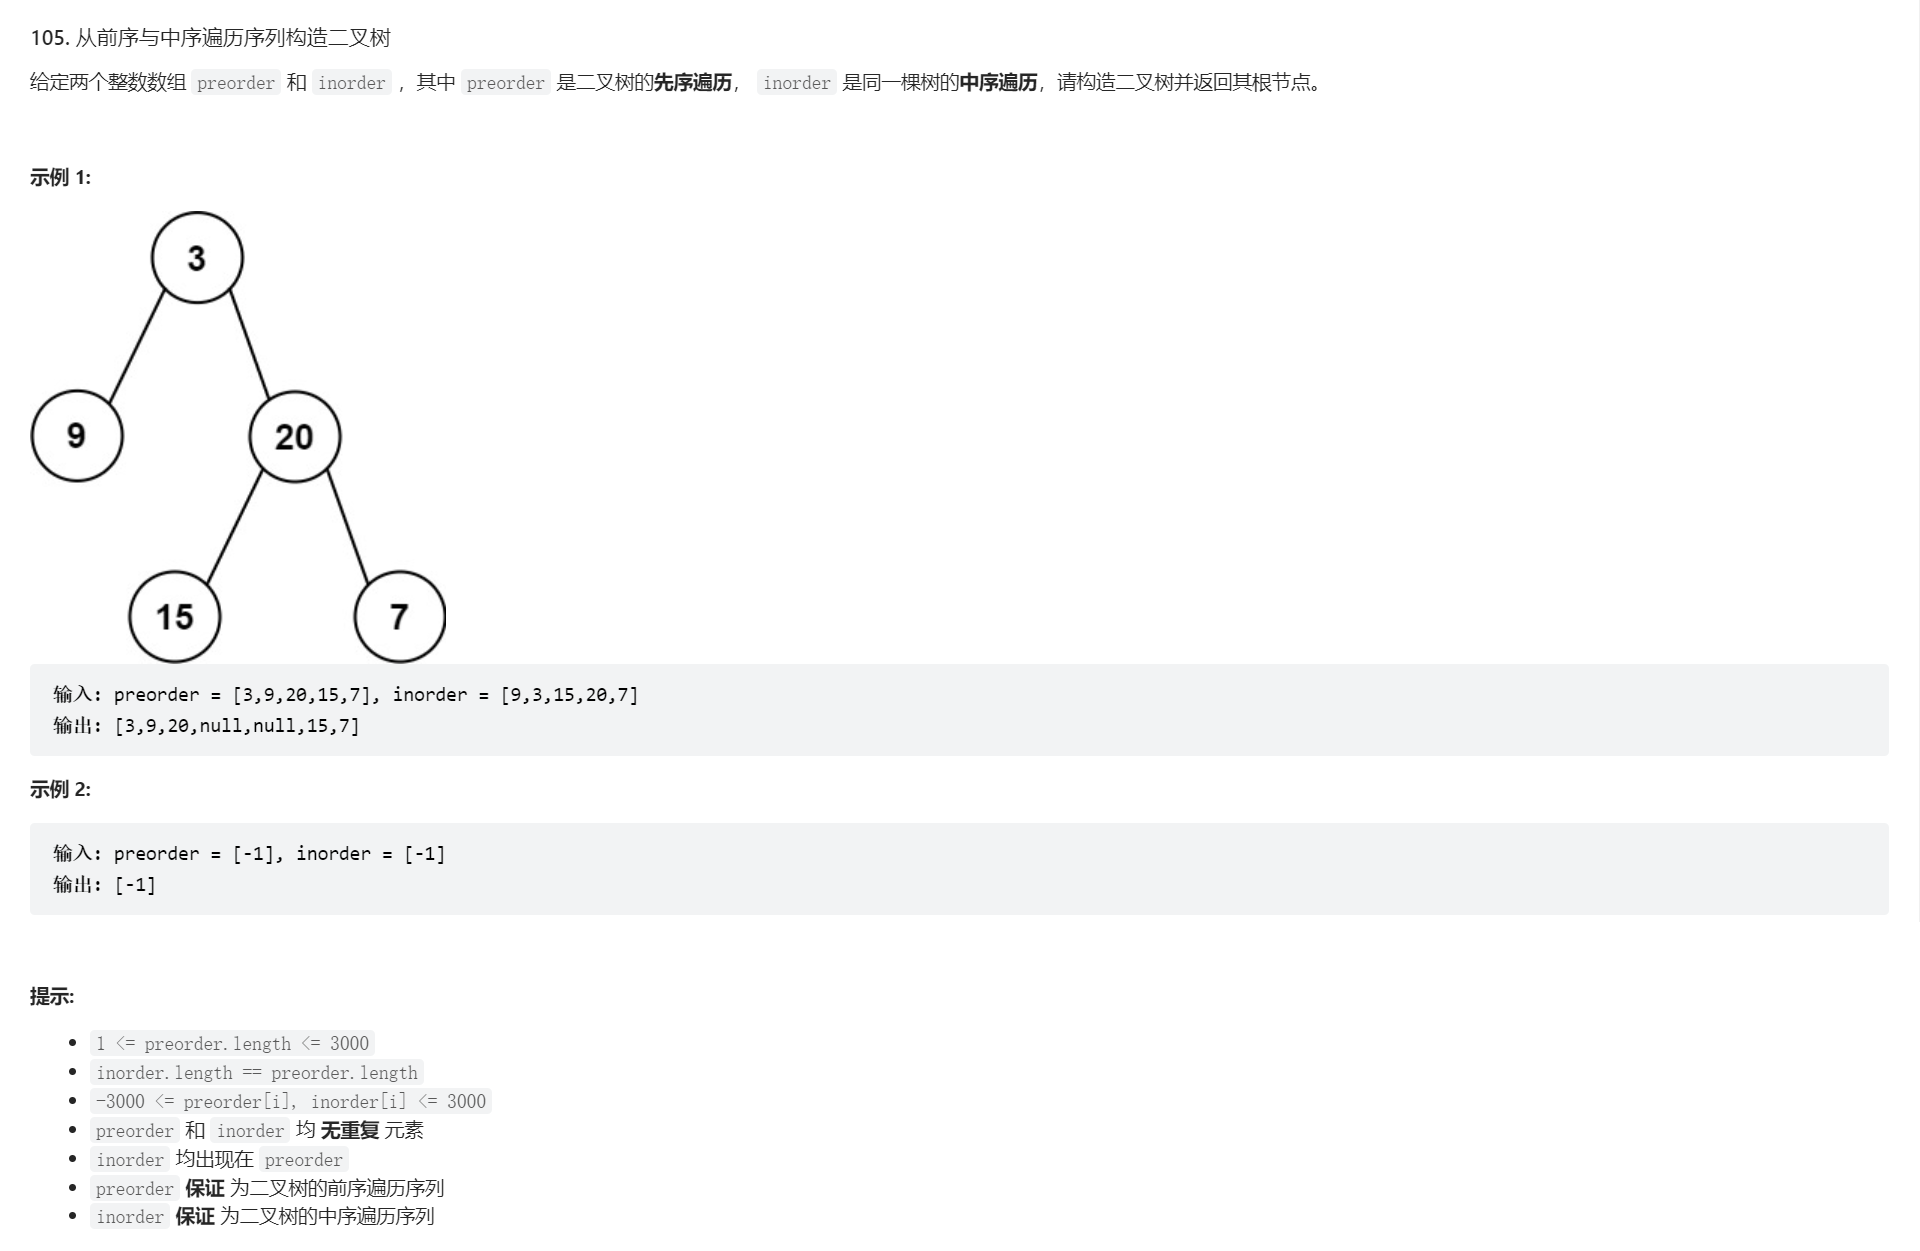 105. 从前序与中序遍历序列构造二叉树
给定两个整数数组 preorder 和 inorder ，其中 preorder 是二叉树的先序遍历， inorder 是同一棵树的中序遍历，请构造二叉树并返回其根节点。
示例 1:
3
9
20
15
7
输入: preorder = [3,9,20,15,7], inorder = [9,3,15,20,7]
输出: [3,9,20,null,null,15,7]
示例 2:
输入: preorder = [-1], inorder = [-1]
输出: [-1]
提示:
1 <= preorder.length <= 3000
inorder.length == preorder.length
-3000 <= preorder[i], inorder[i] <= 3000
preorder 和 inorder 均 无重复 元素
inorder 均出现在 preorder
preorder 保证 为二叉树的前序遍历序列
inorder 保证 为二叉树的中序遍历序列